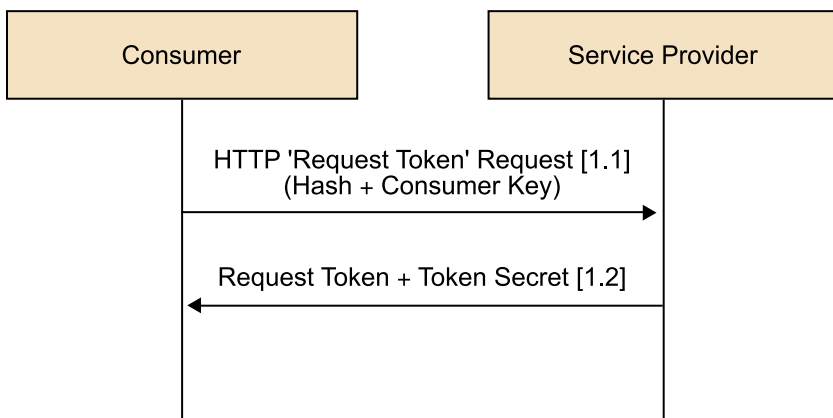 Consumer
Service Provider
HTTP 'Request Token' Request [1.1]
(Hash + Consumer Key)
Request Token + Token Secret [1.2]